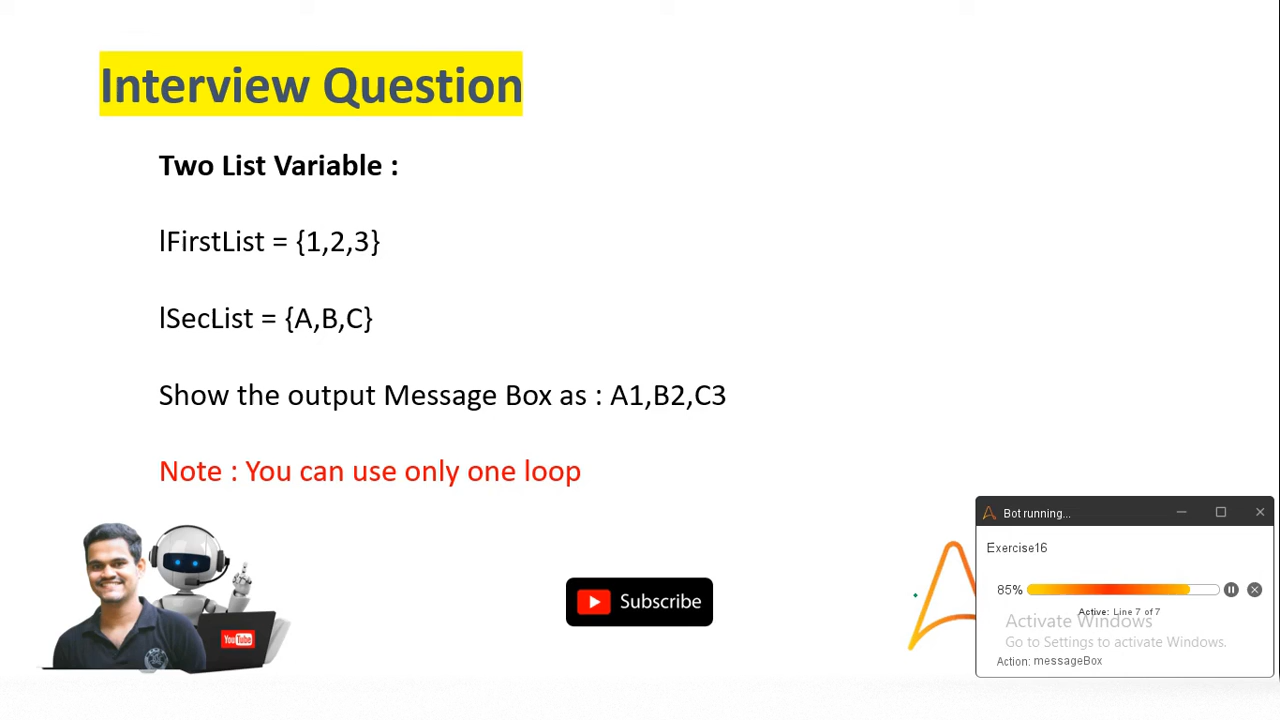 Interview Question
Two List Variable :
lFirstList = {1,2,3}
lSecList = {A,B,C}
Show the output Message Box as : A1,B2,C3
Note : You can use only one loop
YouTube
Subscribe
Bot running...
Exercise16
85%
Active: Line 7 of 7
Activate Windows
Go to Settings to activate Windows.
Action: messageBox